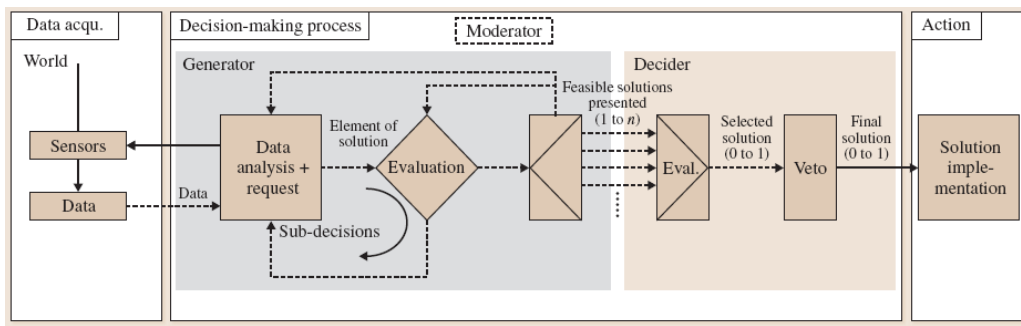 Data acqu.
Decision-making process
Moderator
Action
World
Generator
Decider
Feasible solutions
presented
(1 to n)
Element of
solution
Selected
solution
(0 to 1)
Final
solution
(0 to 1)
Sensors
Data
analysis +
request
Evaluation
Eval.
Veto
Solution
imple-
mentation
Data
Data
Sub-decisions